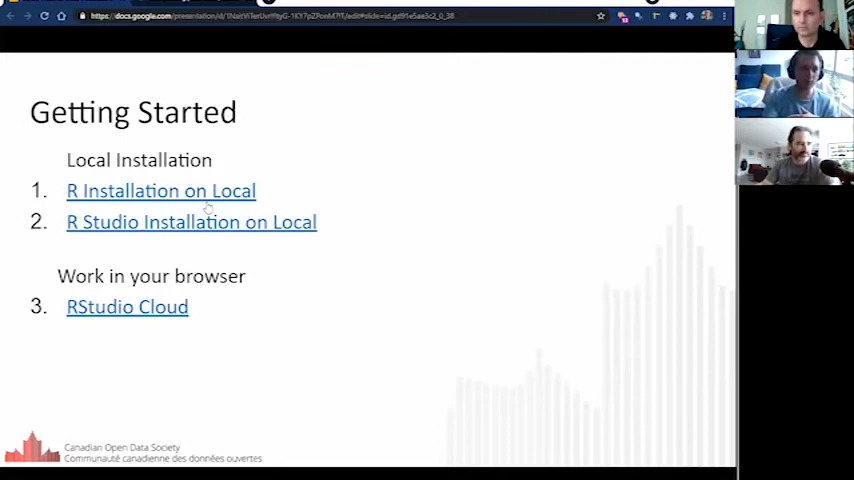 Getting Started
Local Installation
1. R Installation on Local
2. R Studio Installation on Local
Work in your browser
3. RStudio Cloud
Canadian Open Data Society
Communauté canadienne des données ouvertes